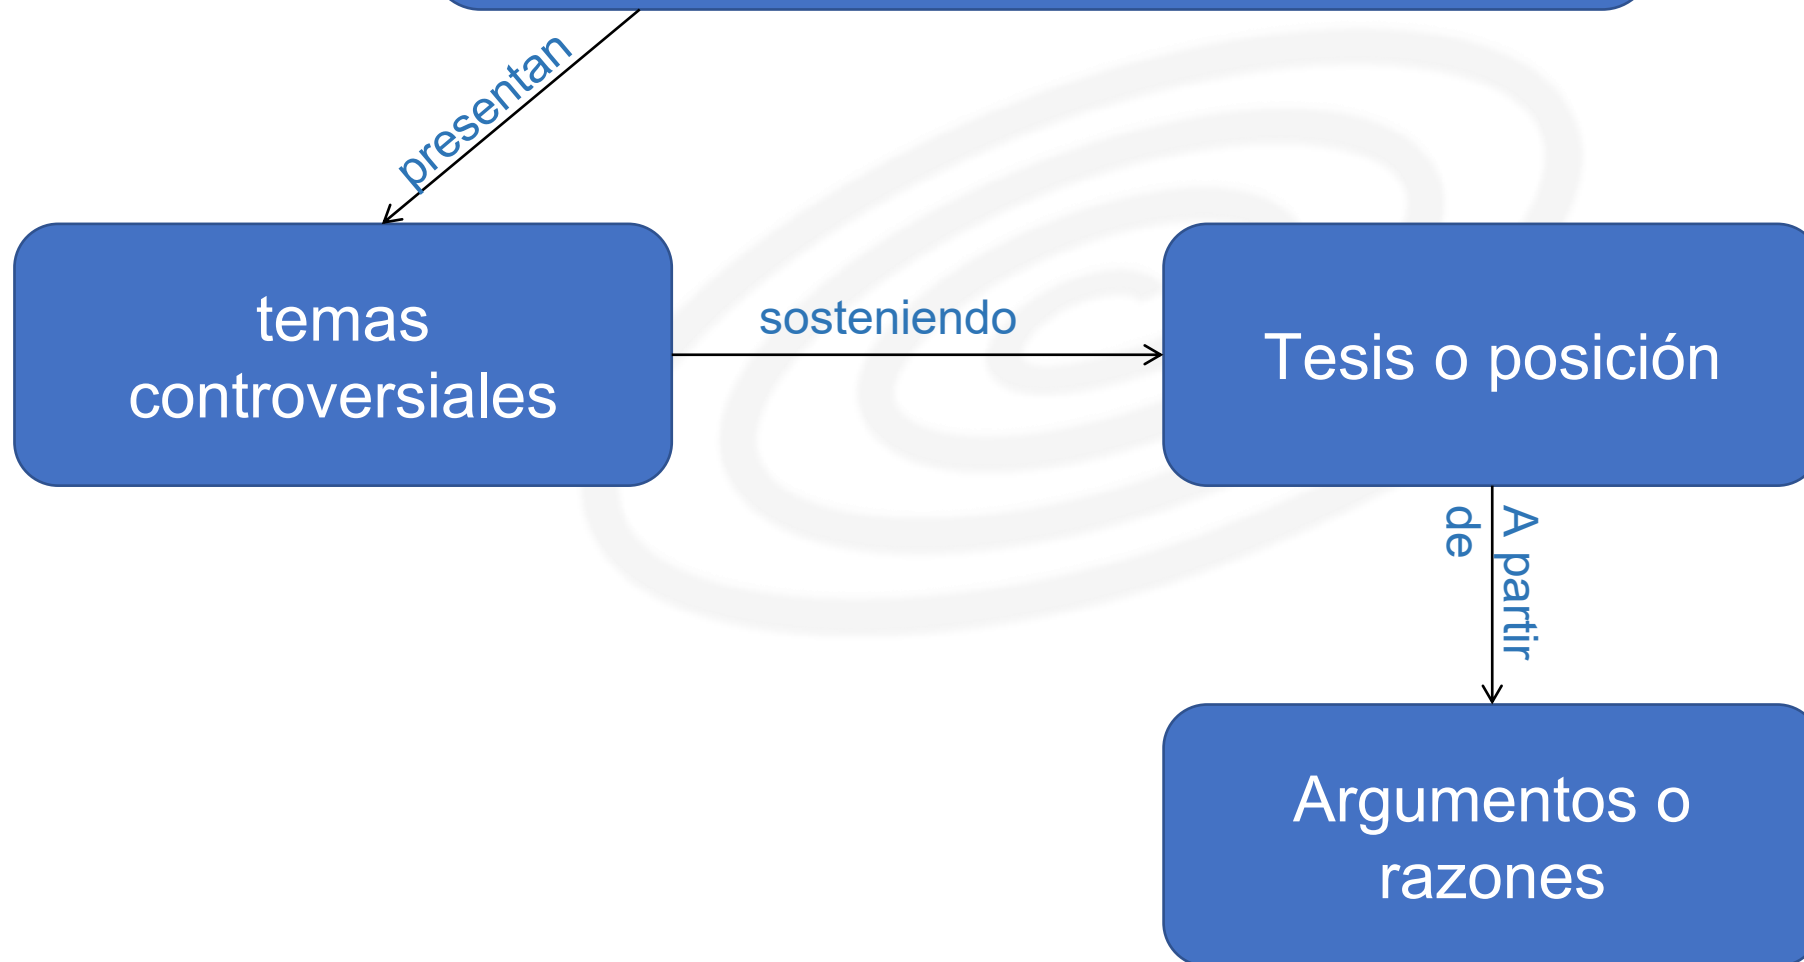 presentan
temas
controversiales
sosteniendo
Tesis o posición
A partir
de
Argumentos o
razones